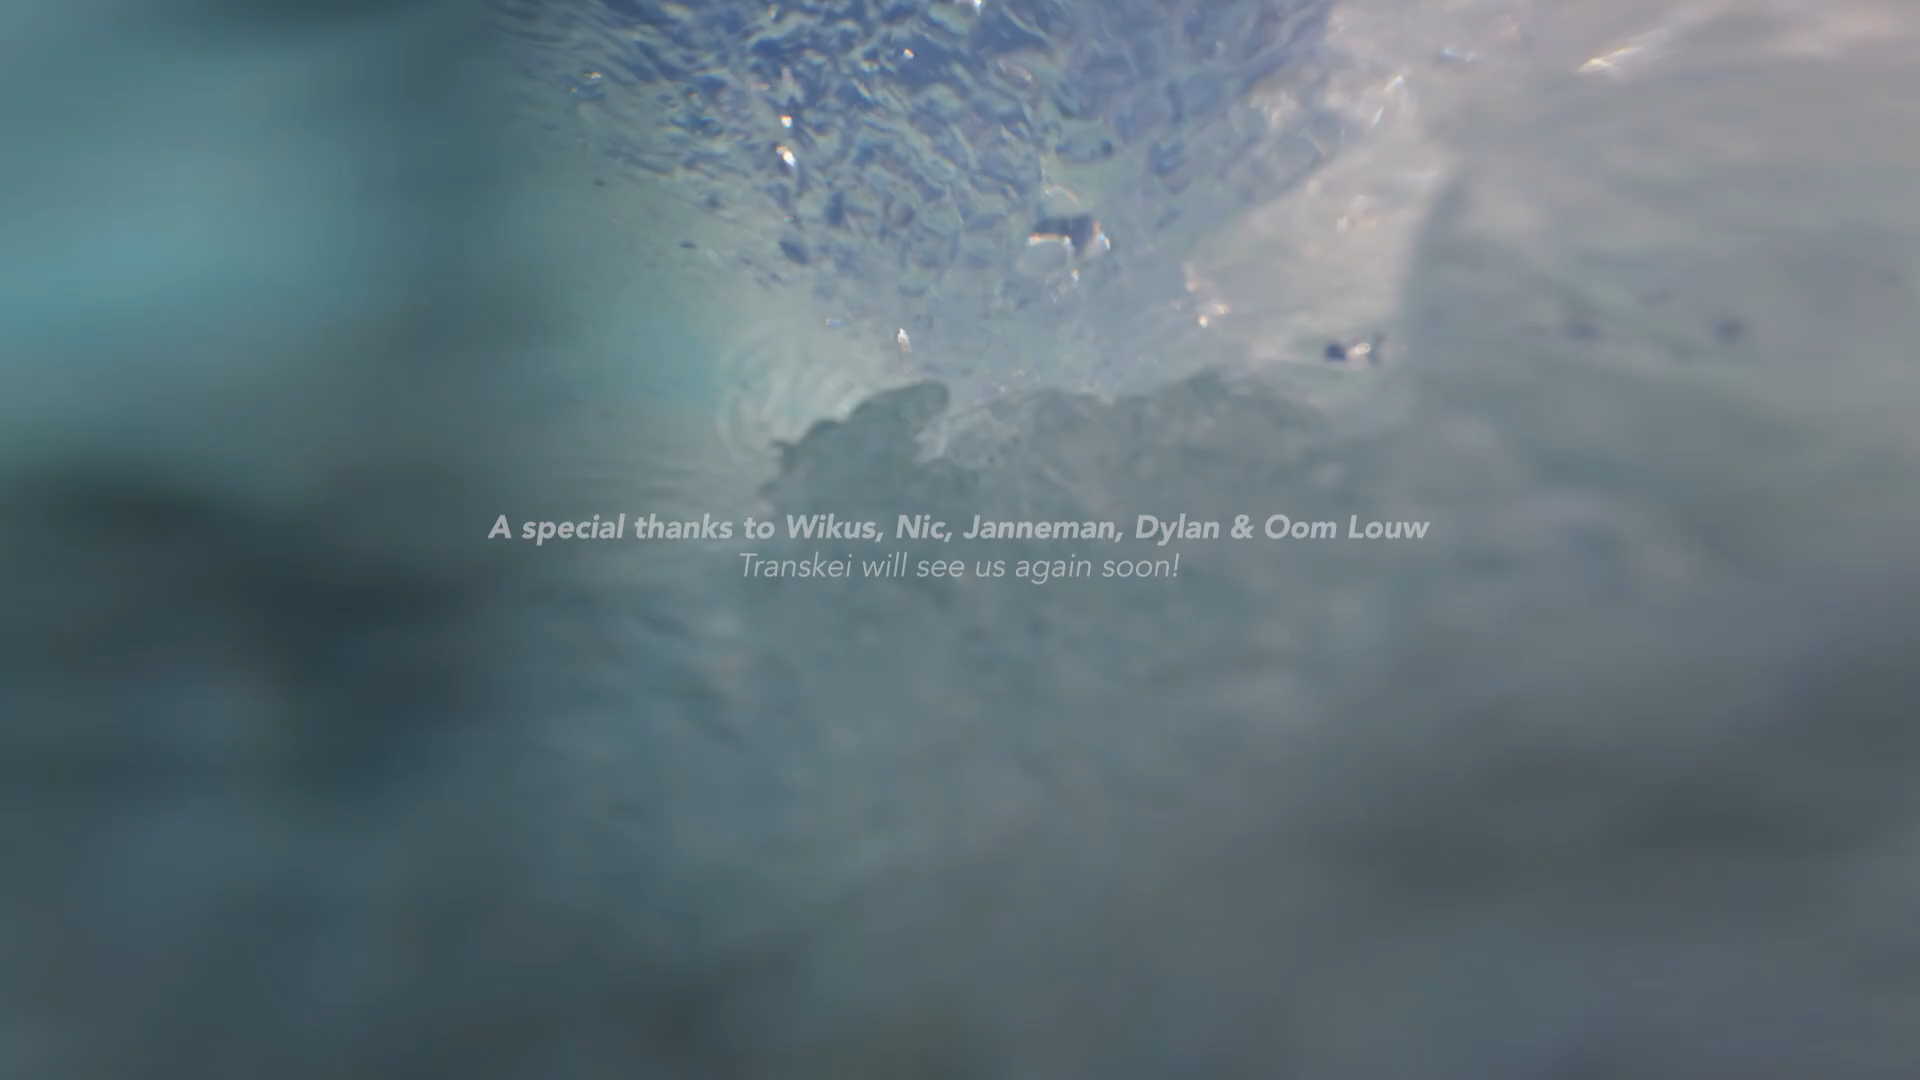 A special thanks to Wikus, Nic, Janneman, Dylan & Oom Louw
Transkei will see us again soon!